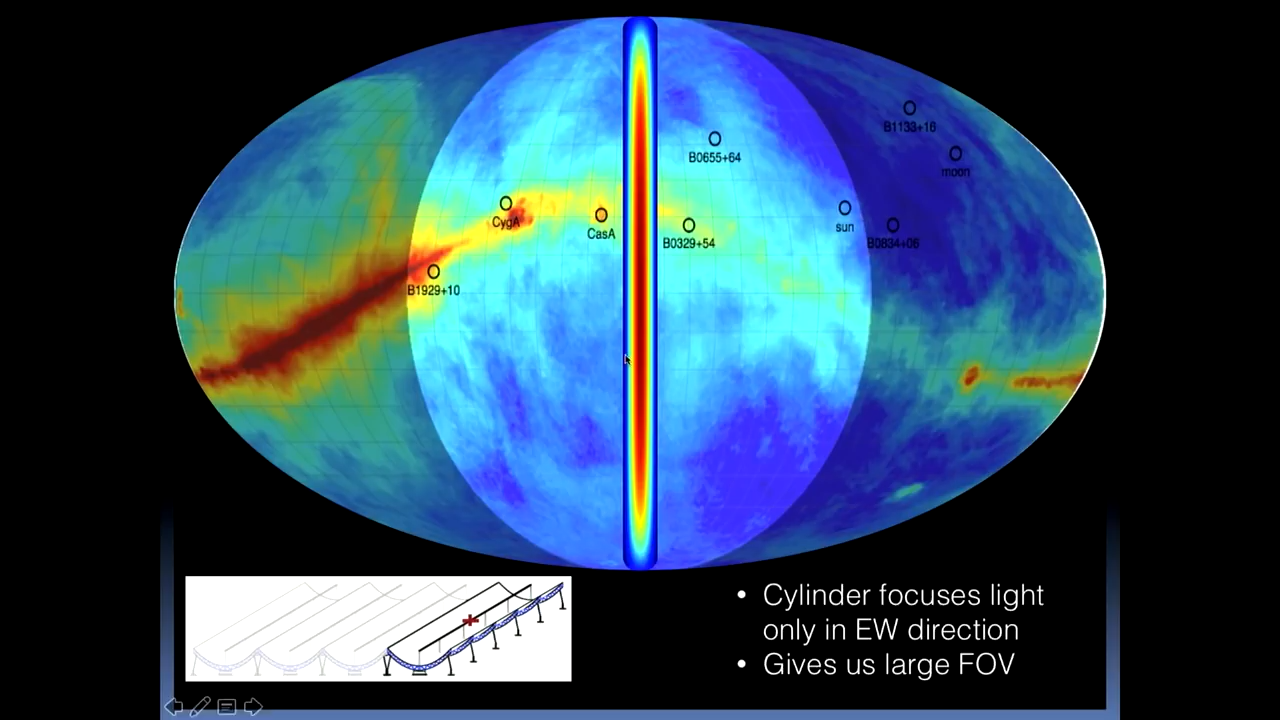 B1133+16
B0655+64
moon
CygA
CasA
sun
B0329+54
B0834+06
B1929+10
• Cylinder focuses light
only in EW direction
• Gives us large FOV